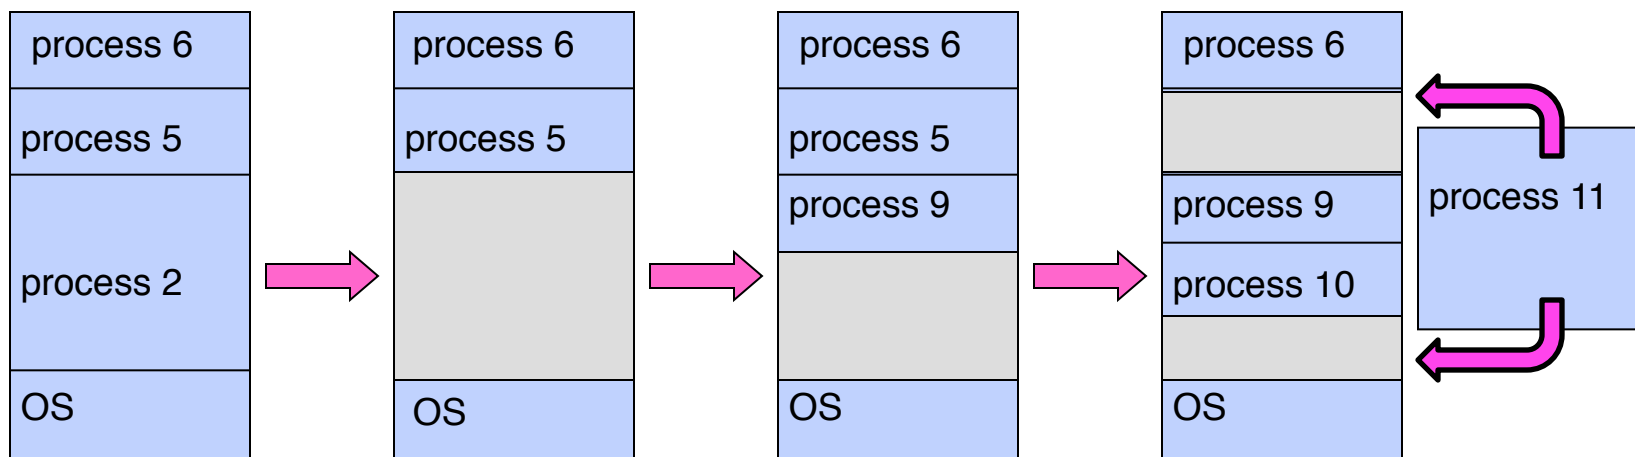 process 6
process 5
process 2
OS
process 6
process 5
OS
process 6
process 5
process 9
OS
process 6
process 9
process 10
OS
process 11